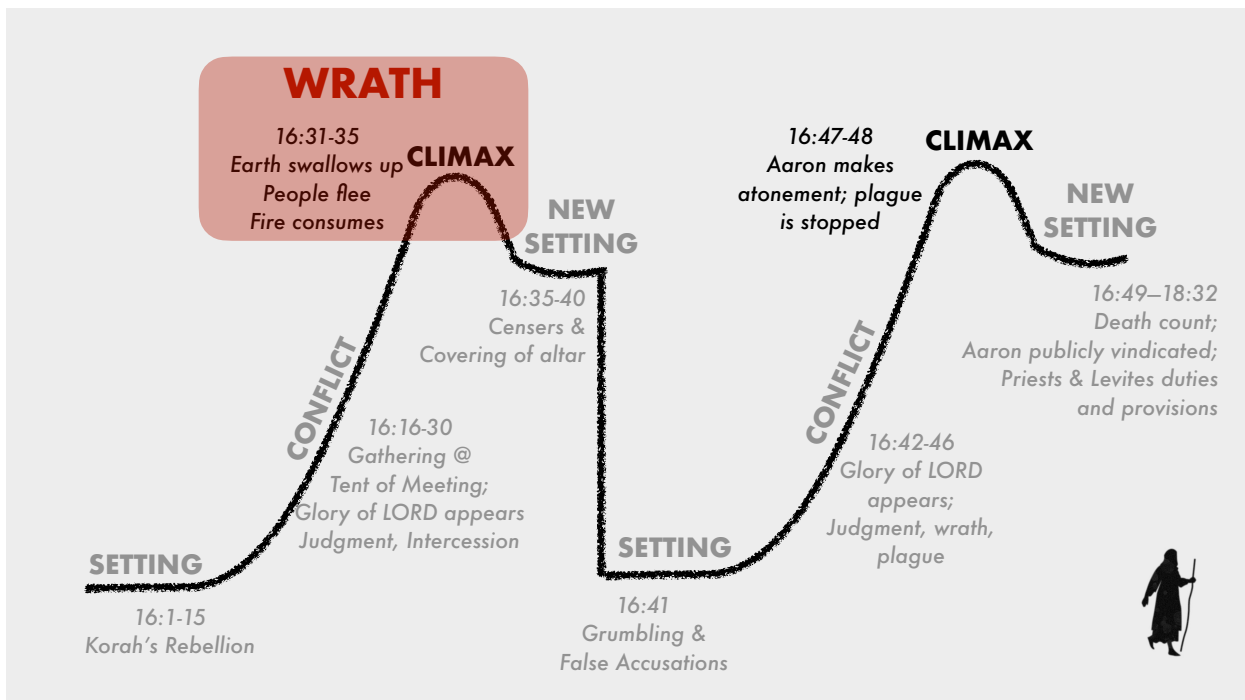 WRATH
16:31-35
Earth swallows up
People flee
Fire consumes
CLIMAX
NEW
SETTING
16:35-40
Censers &
Covering of altar
CONFLICT
16:16-30
Gathering @
Tent of Meeting;
Glory of LORD appears
Judgment, Intercession
SETTING
16:1-15
Korah’s Rebellion
16:47-48
Aaron makes
atonement; plague
is stopped
CLIMAX
NEW
SETTING
16:49–18:32
Death count;
Aaron publicly vindicated;
Priests & Levites duties
and provisions
CONFLICT
16:42-46
Glory of LORD
appears;
Judgment, wrath,
plague
SETTING
16:41
Grumbling &
False Accusations